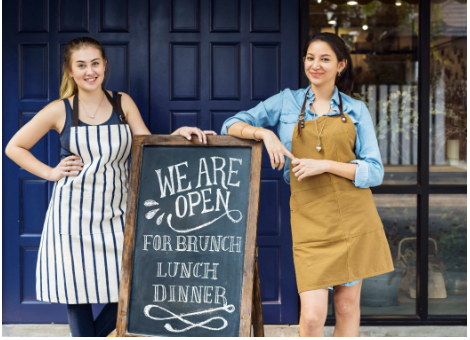 WE ARE
OPEN
FOR BRUNCH
LUNCH
DINNER